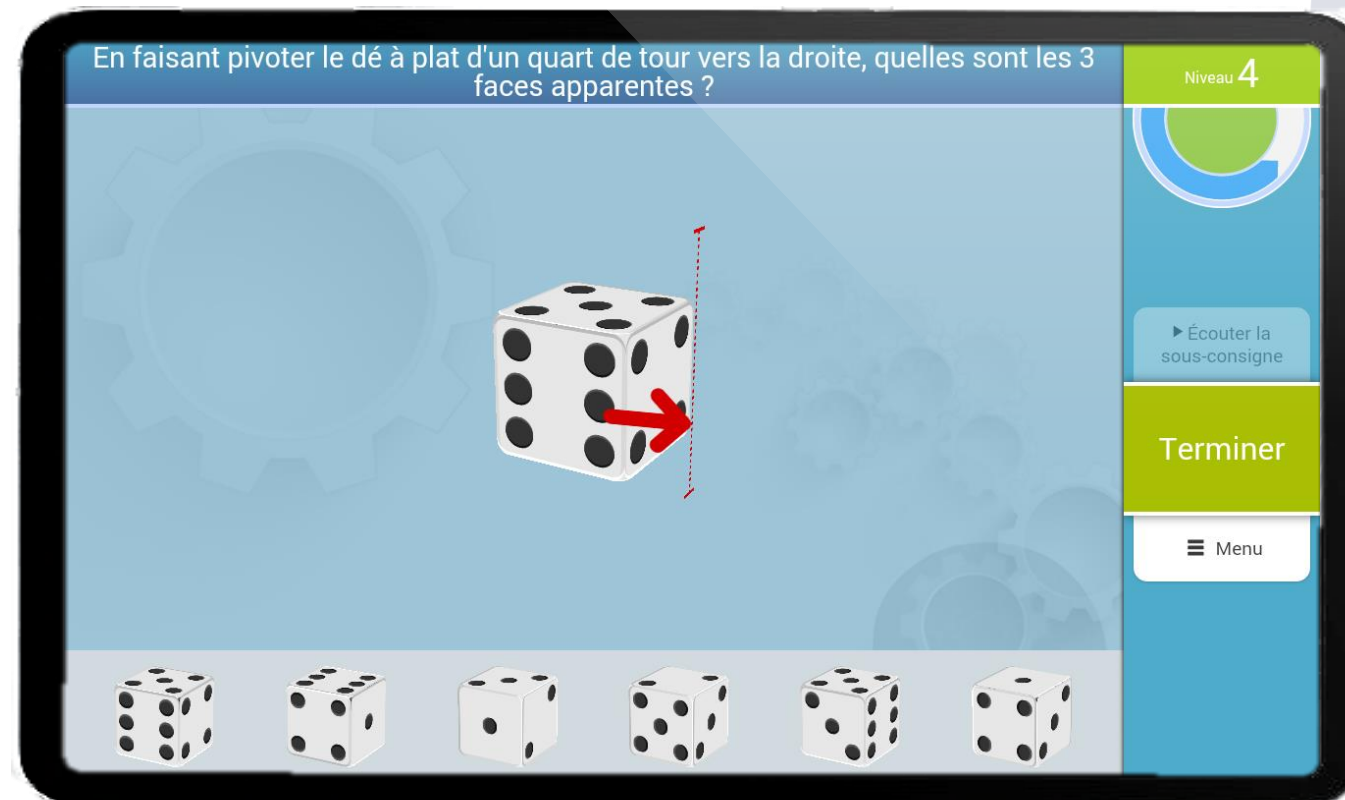 En faisant pivoter le dé à plat d'un quart de tour vers la droite, quelles sont les 3
faces apparentes ?
Niveau 4
Écouter la
sous-consigne
Terminer
Menu